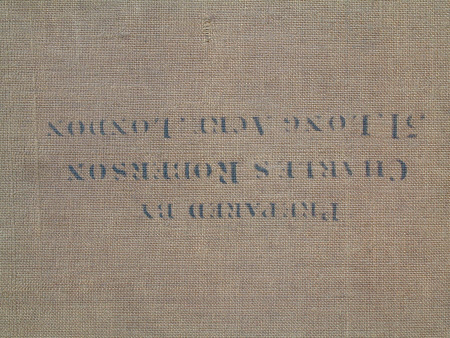 PREPARED BY
CHARLES ROBERSON
51, LONG ACRE, LONDON